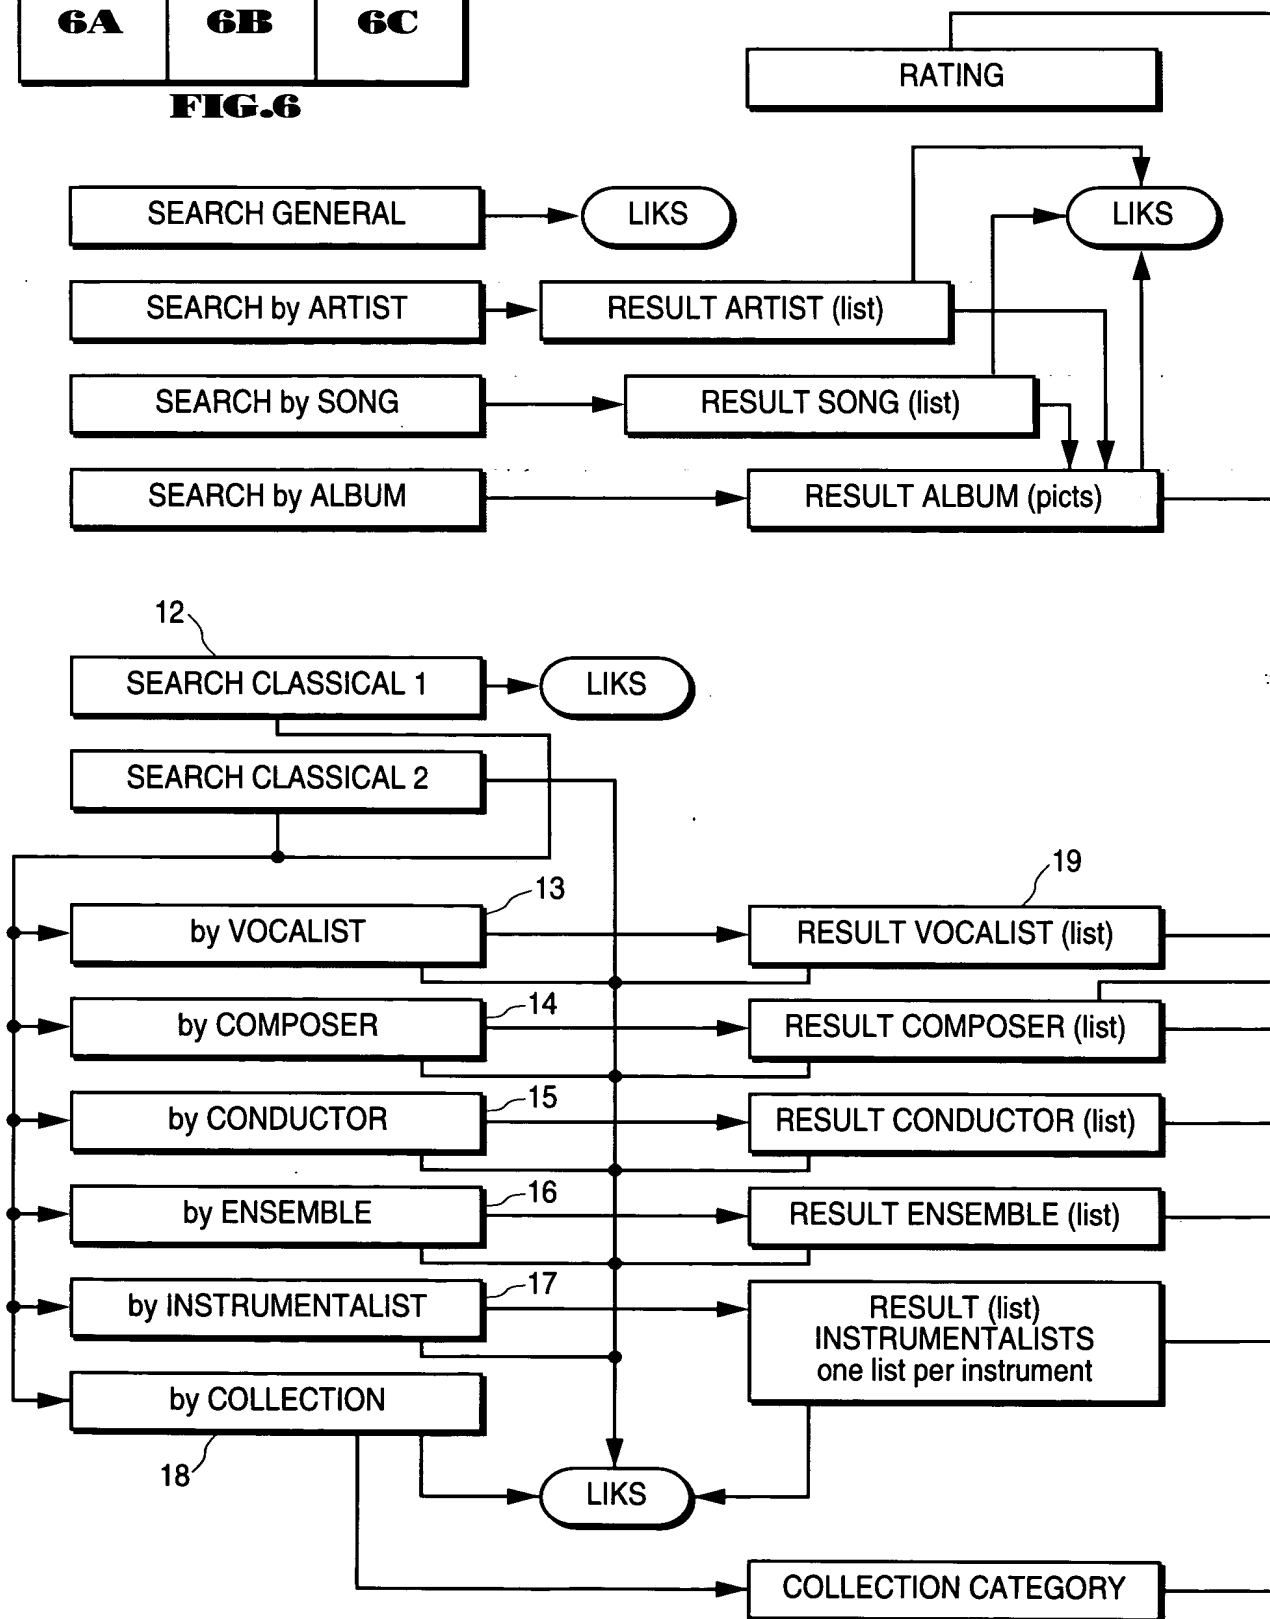 6A 6B 6C
FIG.6
RATING
SEARCH GENERAL
LIKS
LIKS
SEARCH by ARTIST
RESULT ARTIST (list)
SEARCH by SONG
RESULT SONG (list)
SEARCH by ALBUM
RESULT ALBUM (picts)
12
SEARCH CLASSICAL 1
LIKS
SEARCH CLASSICAL 2
13
19
by VOCALIST
RESULT VOCALIST (list)
14
by COMPOSER
RESULT COMPOSER (list)
15
by CONDUCTOR
RESULT CONDUCTOR (list)
16
by ENSEMBLE
RESULT ENSEMBLE (list)
17
by INSTRUMENTALIST
RESULT (list)
INSTRUMENTALISTS
one list per instrument
by COLLECTION
18
LIKS
COLLECTION CATEGORY